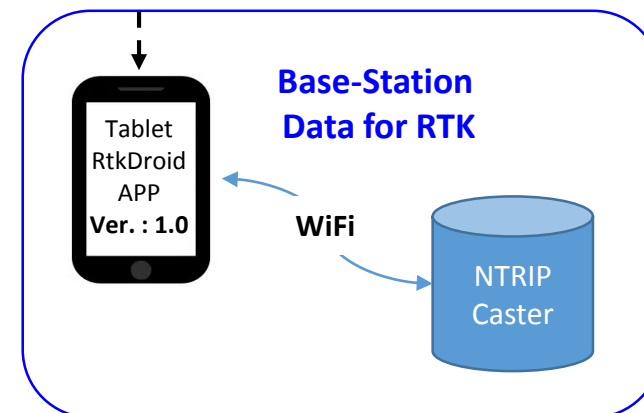 Base-Station
Data for RTK
Tablet
RtkDroid
APP
Ver. : 1.0
WiFi
NTRIP
Caster